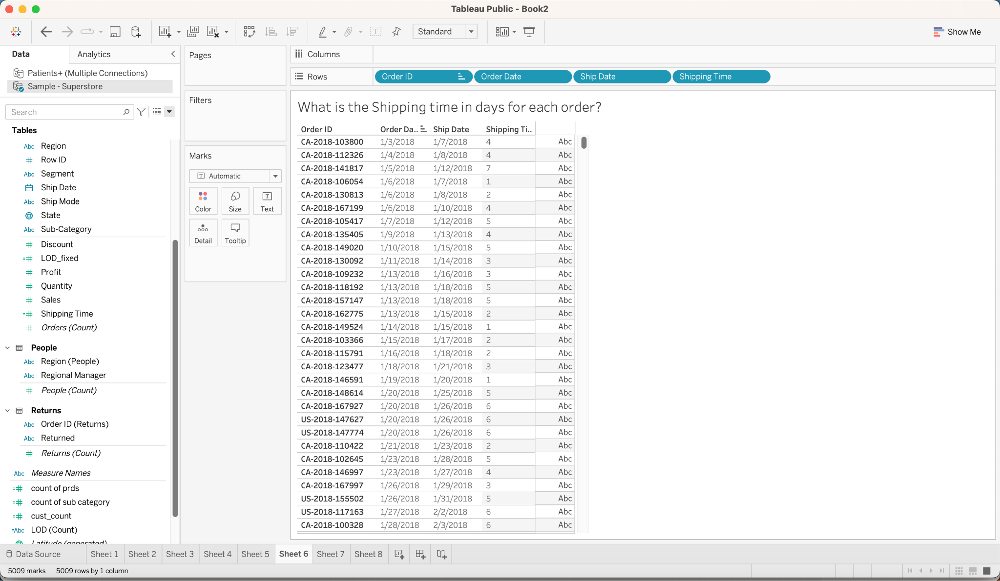 Tableau Public - Book2
Standard
Show Me
Data
Analytics
Pages
Columns
Patients+ (Multiple Connections)
Sample - Superstore
Rows
Order ID
Order Date
Ship Date
Shipping Time
Filters
Search
What is the Shipping time in days for each order?
Tables
Abc Region
Row ID
Abc Segment
Ship Date
Abc Ship Mode
State
Abc Sub-Category
Discount
LOD_fixed
Profit
Quantity
Sales
Shipping Time
Orders (Count)
People
Abc Region (People)
Abc Regional Manager
People (Count)
Returns
Abc Order ID (Returns)
Abc Returned
Returns (Count)
Abc Measure Names
count of prds
count of sub category
cust_count
=Abc LOD (Count)
Latitude (generated)
Marks
Automatic
Color Size Text
Detail Tooltip
Order ID Order Da.. Ship Date Shipping Ti..
CA-2018-103800 1/3/2018 1/7/2018 4 Abc
CA-2018-112326 1/4/2018 1/8/2018 4 Abc
CA-2018-141817 1/5/2018 1/12/2018 7 Abc
CA-2018-106054 1/6/2018 1/7/2018 1 Abc
CA-2018-130813 1/6/2018 1/8/2018 2 Abc
CA-2018-167199 1/6/2018 1/10/2018 4 Abc
CA-2018-105417 1/7/2018 1/12/2018 5 Abc
CA-2018-135405 1/9/2018 1/13/2018 4 Abc
CA-2018-149020 1/10/2018 1/15/2018 5 Abc
CA-2018-130092 1/11/2018 1/14/2018 3 Abc
CA-2018-109232 1/13/2018 1/16/2018 3 Abc
CA-2018-118192 1/13/2018 1/18/2018 5 Abc
CA-2018-157147 1/13/2018 1/18/2018 5 Abc
CA-2018-162775 1/13/2018 1/15/2018 2 Abc
CA-2018-149524 1/14/2018 1/15/2018 1 Abc
CA-2018-103366 1/15/2018 1/17/2018 2 Abc
CA-2018-115791 1/16/2018 1/18/2018 2 Abc
CA-2018-123477 1/18/2018 1/21/2018 3 Abc
CA-2018-146591 1/19/2018 1/20/2018 1 Abc
CA-2018-148614 1/20/2018 1/25/2018 5 Abc
CA-2018-167927 1/20/2018 1/26/2018 6 Abc
US-2018-147627 1/20/2018 1/26/2018 6 Abc
US-2018-147774 1/20/2018 1/26/2018 6 Abc
CA-2018-110422 1/21/2018 1/23/2018 2 Abc
CA-2018-102645 1/23/2018 1/28/2018 5 Abc
CA-2018-146997 1/23/2018 1/27/2018 4 Abc
CA-2018-167997 1/26/2018 1/29/2018 3 Abc
US-2018-155502 1/26/2018 1/31/2018 5 Abc
US-2018-117163 1/27/2018 2/2/2018 6 Abc
CA-2018-100328 1/28/2018 2/3/2018 6 Abc
Data Source Sheet 1 Sheet 2 Sheet 3 Sheet 4 Sheet 5 Sheet 6 Sheet 7 Sheet 8
5009 marks 5009 rows by 1 column